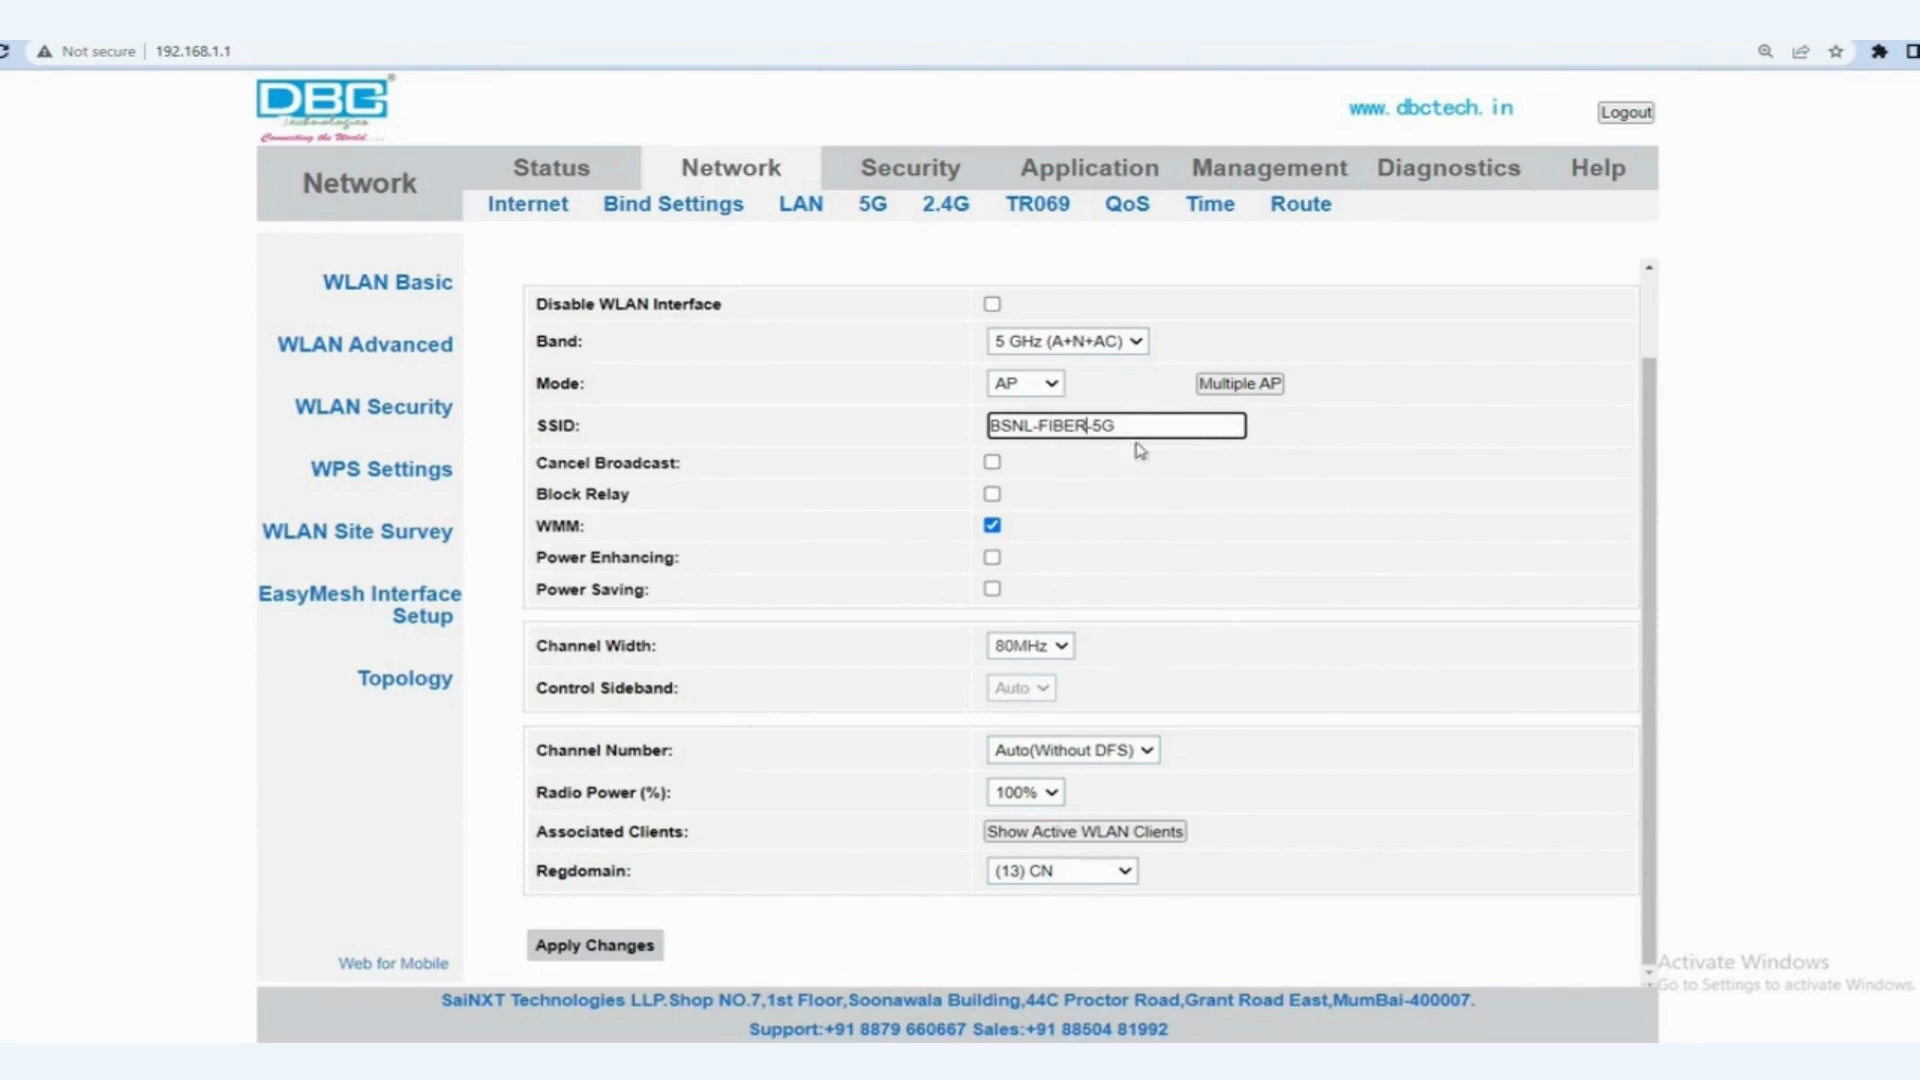 Not secure 192.168.1.1
DBC
Technologies
Connecting the World....
www.dbctech.in
Logout
Network
Status Network Security Application Management Diagnostics Help
Internet Bind Settings LAN 5G 2.4G TR069 QoS Time Route
WLAN Basic
WLAN Advanced
WLAN Security
WPS Settings
WLAN Site Survey
EasyMesh Interface
Setup
Topology
Web for Mobile
Disable WLAN Interface
Band: 5 GHz (A+N+AC)
Mode: AP Multiple AP
SSID: BSNL-FIBER-5G
Cancel Broadcast:
Block Relay
WMM:
Power Enhancing:
Power Saving:
Channel Width: 80MHz
Control Sideband: Auto
Channel Number: Auto(Without DFS)
Radio Power (%): 100%
Associated Clients: Show Active WLAN Clients
Regdomain: (13) CN
Apply Changes
Activate Windows
Go to Settings to activate Windows.
SaiNXT Technologies LLP.Shop NO.7,1st Floor,Soonawala Building,44C Proctor Road,Grant Road East,MumBai-400007.
Support:+91 8879 660667 Sales:+91 88504 81992